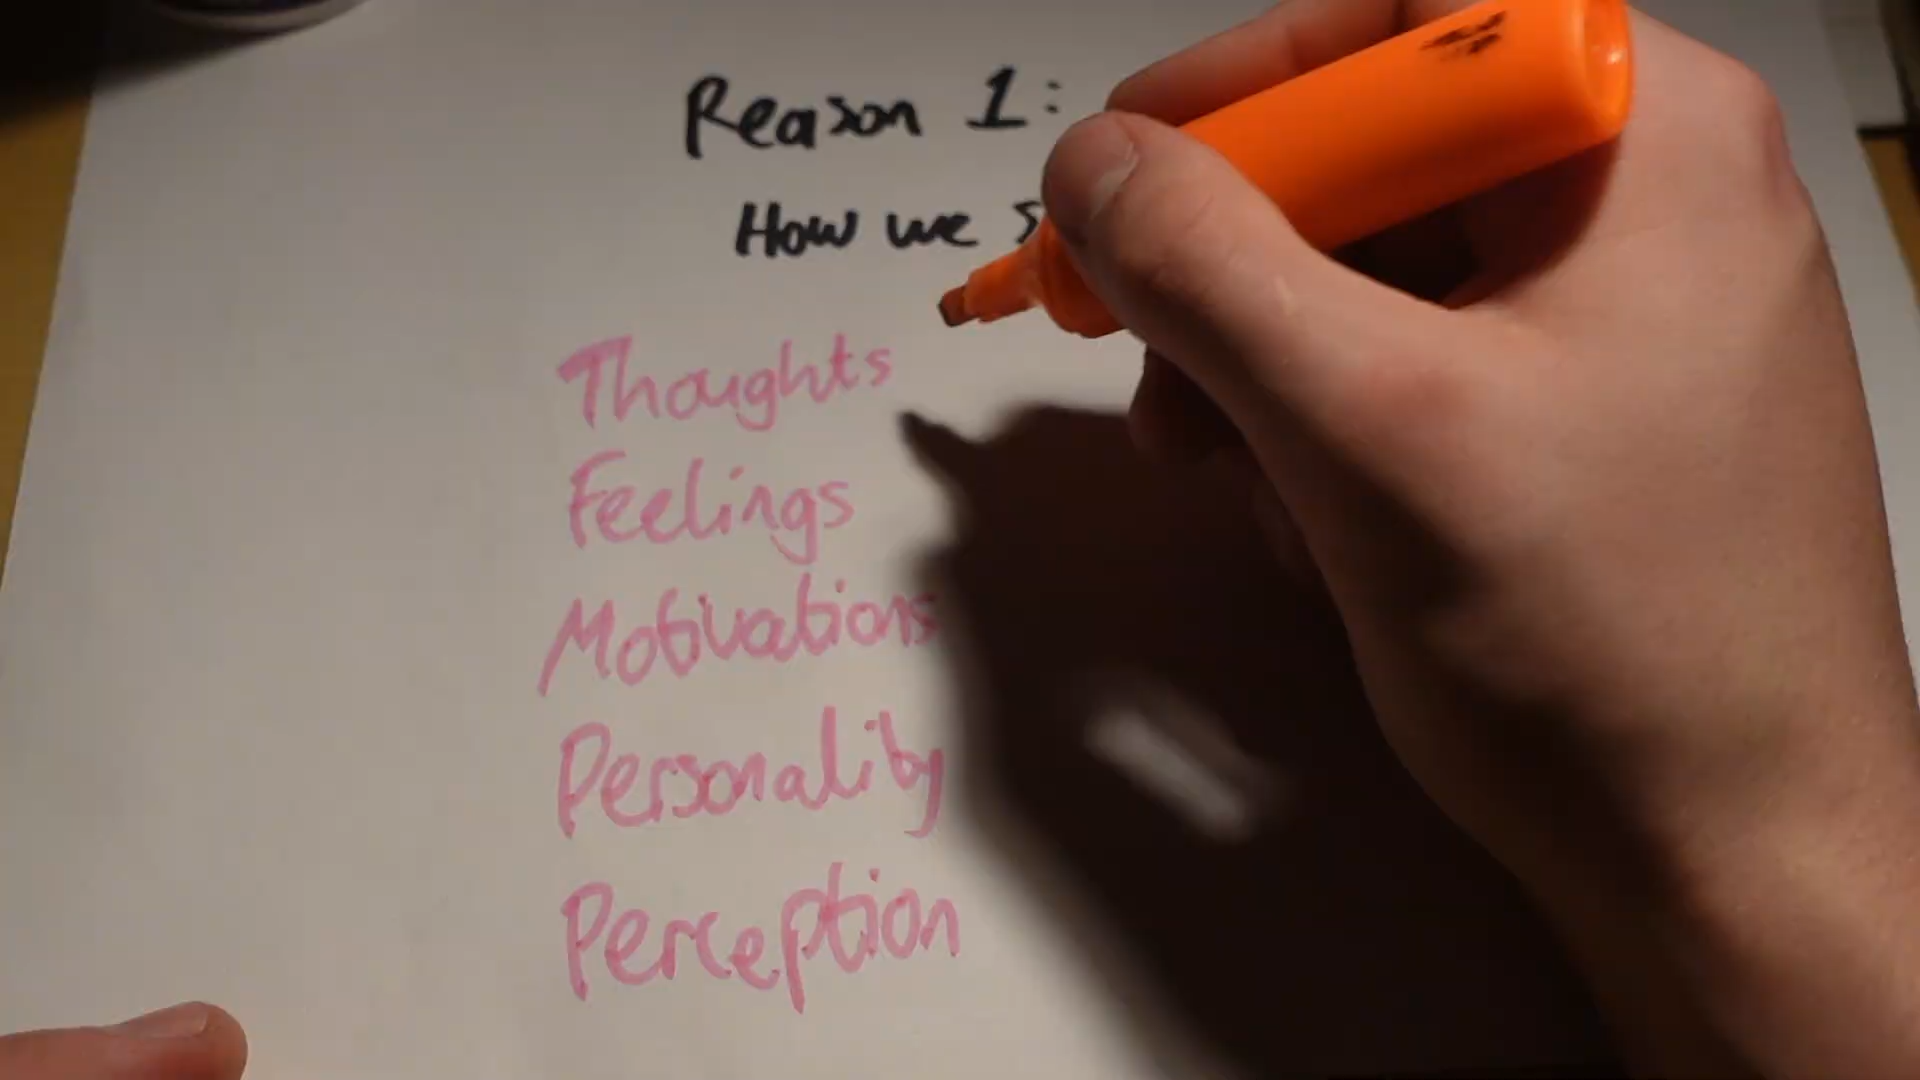 Reason 1:
How we
Thoughts
Feelings
Motivations
Personality
Perception